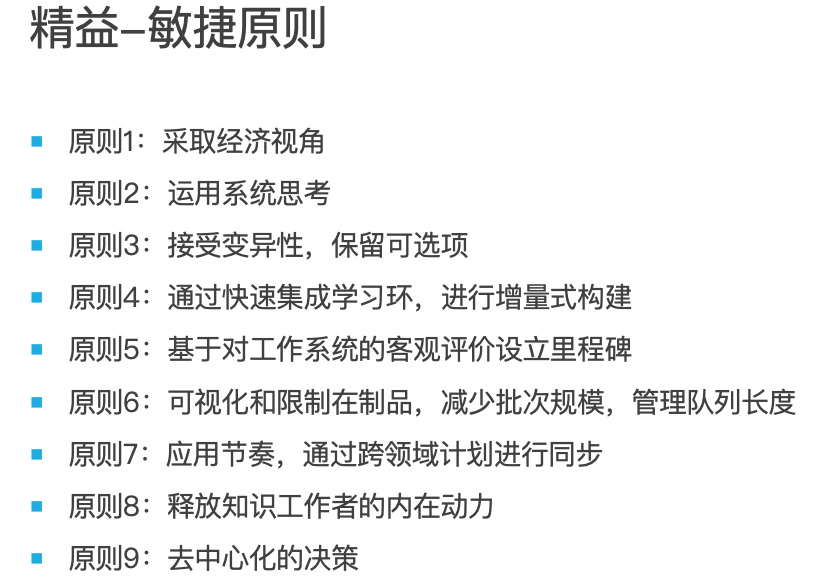 精益–敏捷原则
原则1：采取经济视角
原则2：运用系统思考
原则3：接受变异性，保留可选项
原则4：通过快速集成学习环，进行增量式构建
原则5：基于对工作系统的客观评价设立里程碑
原则6：可视化和限制在制品，减少批次规模，管理队列长度
原则7：应用节奏，通过跨领域计划进行同步
原则8：释放知识工作者的内在动力
原则9：去中心化的决策